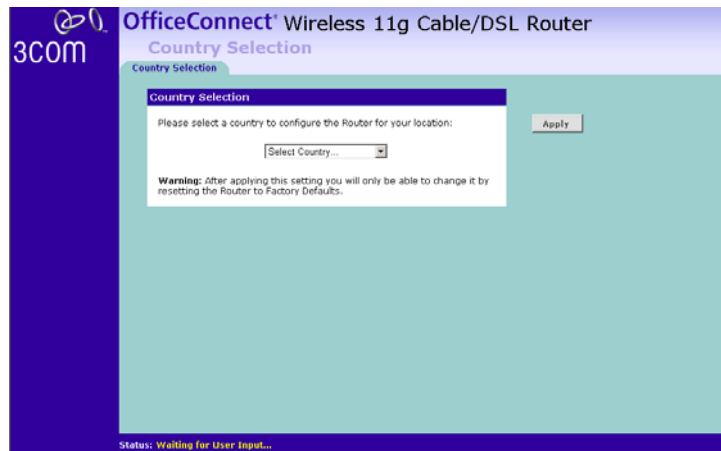 3COM
OfficeConnect® Wireless 11g Cable/DSL Router
Country Selection
Country Selection
Country Selection
Please select a country to configure the Router for your location:
Select Country...
Apply
Warning: After applying this setting you will only be able to change it by
resetting the Router to Factory Defaults.
Status: Waiting for User Input...